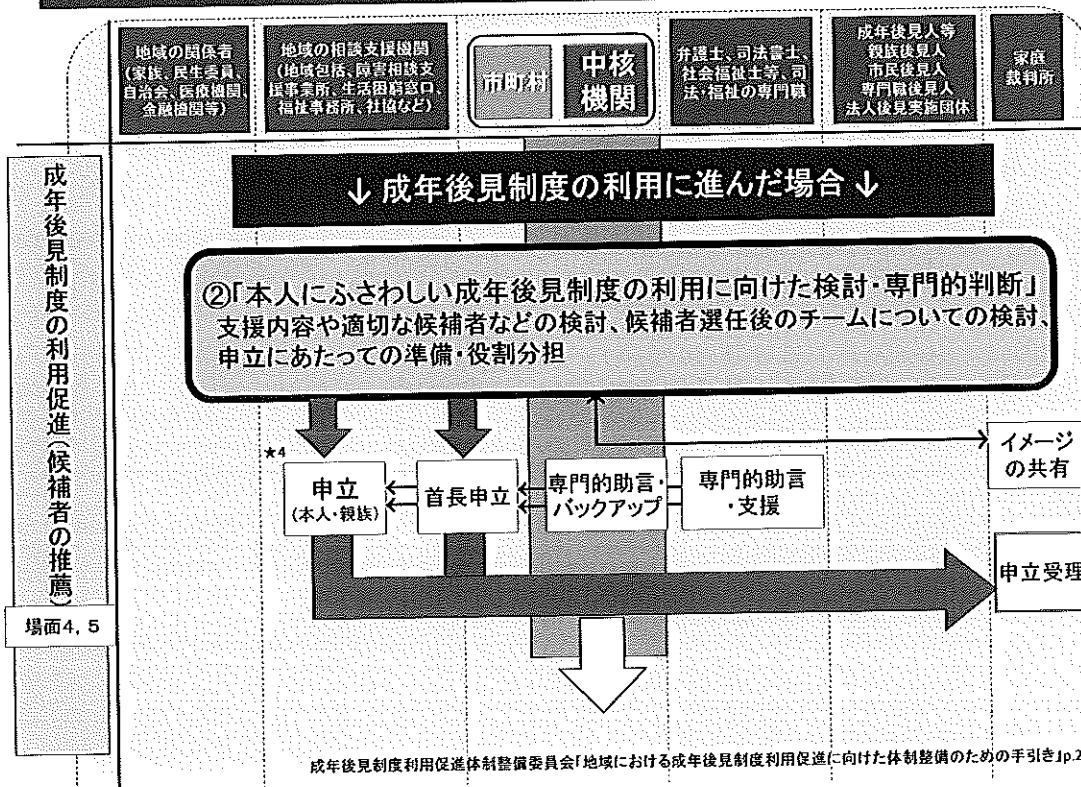 地域の関係者
(家族、民生委員、
自治会、医療機関、
金融機関等)
地域の相談支援機関
(地域包括、障害相談支
援事業所、生活困窮窓口、
福祉事務所、社協など)
市町村
中核
機関
弁護士、司法書士、
社会福祉士等、司
法・福祉の専門職
成年後見人等
親族後見人
市民後見人
専門職後見人
法人後見実施団体
家庭
裁判所
↓ 成年後見制度の利用に進んだ場合 ↓
成年後見制度の利用促進(候補者の推薦)
場面4, 5
②「本人にふさわしい成年後見制度の利用に向けた検討・専門的判断」
支援内容や適切な候補者などの検討、候補者選任後のチームについての検討、
申立にあたっての準備・役割分担
★4
申立
(本人・親族)
首長申立
専門的助言・
バックアップ
専門的助言
・支援
イメージ
の共有
申立受理
成年後見制度利用促進体制整備委員会「地域における成年後見制度利用促進に向けた体制整備のための手引き」p.2